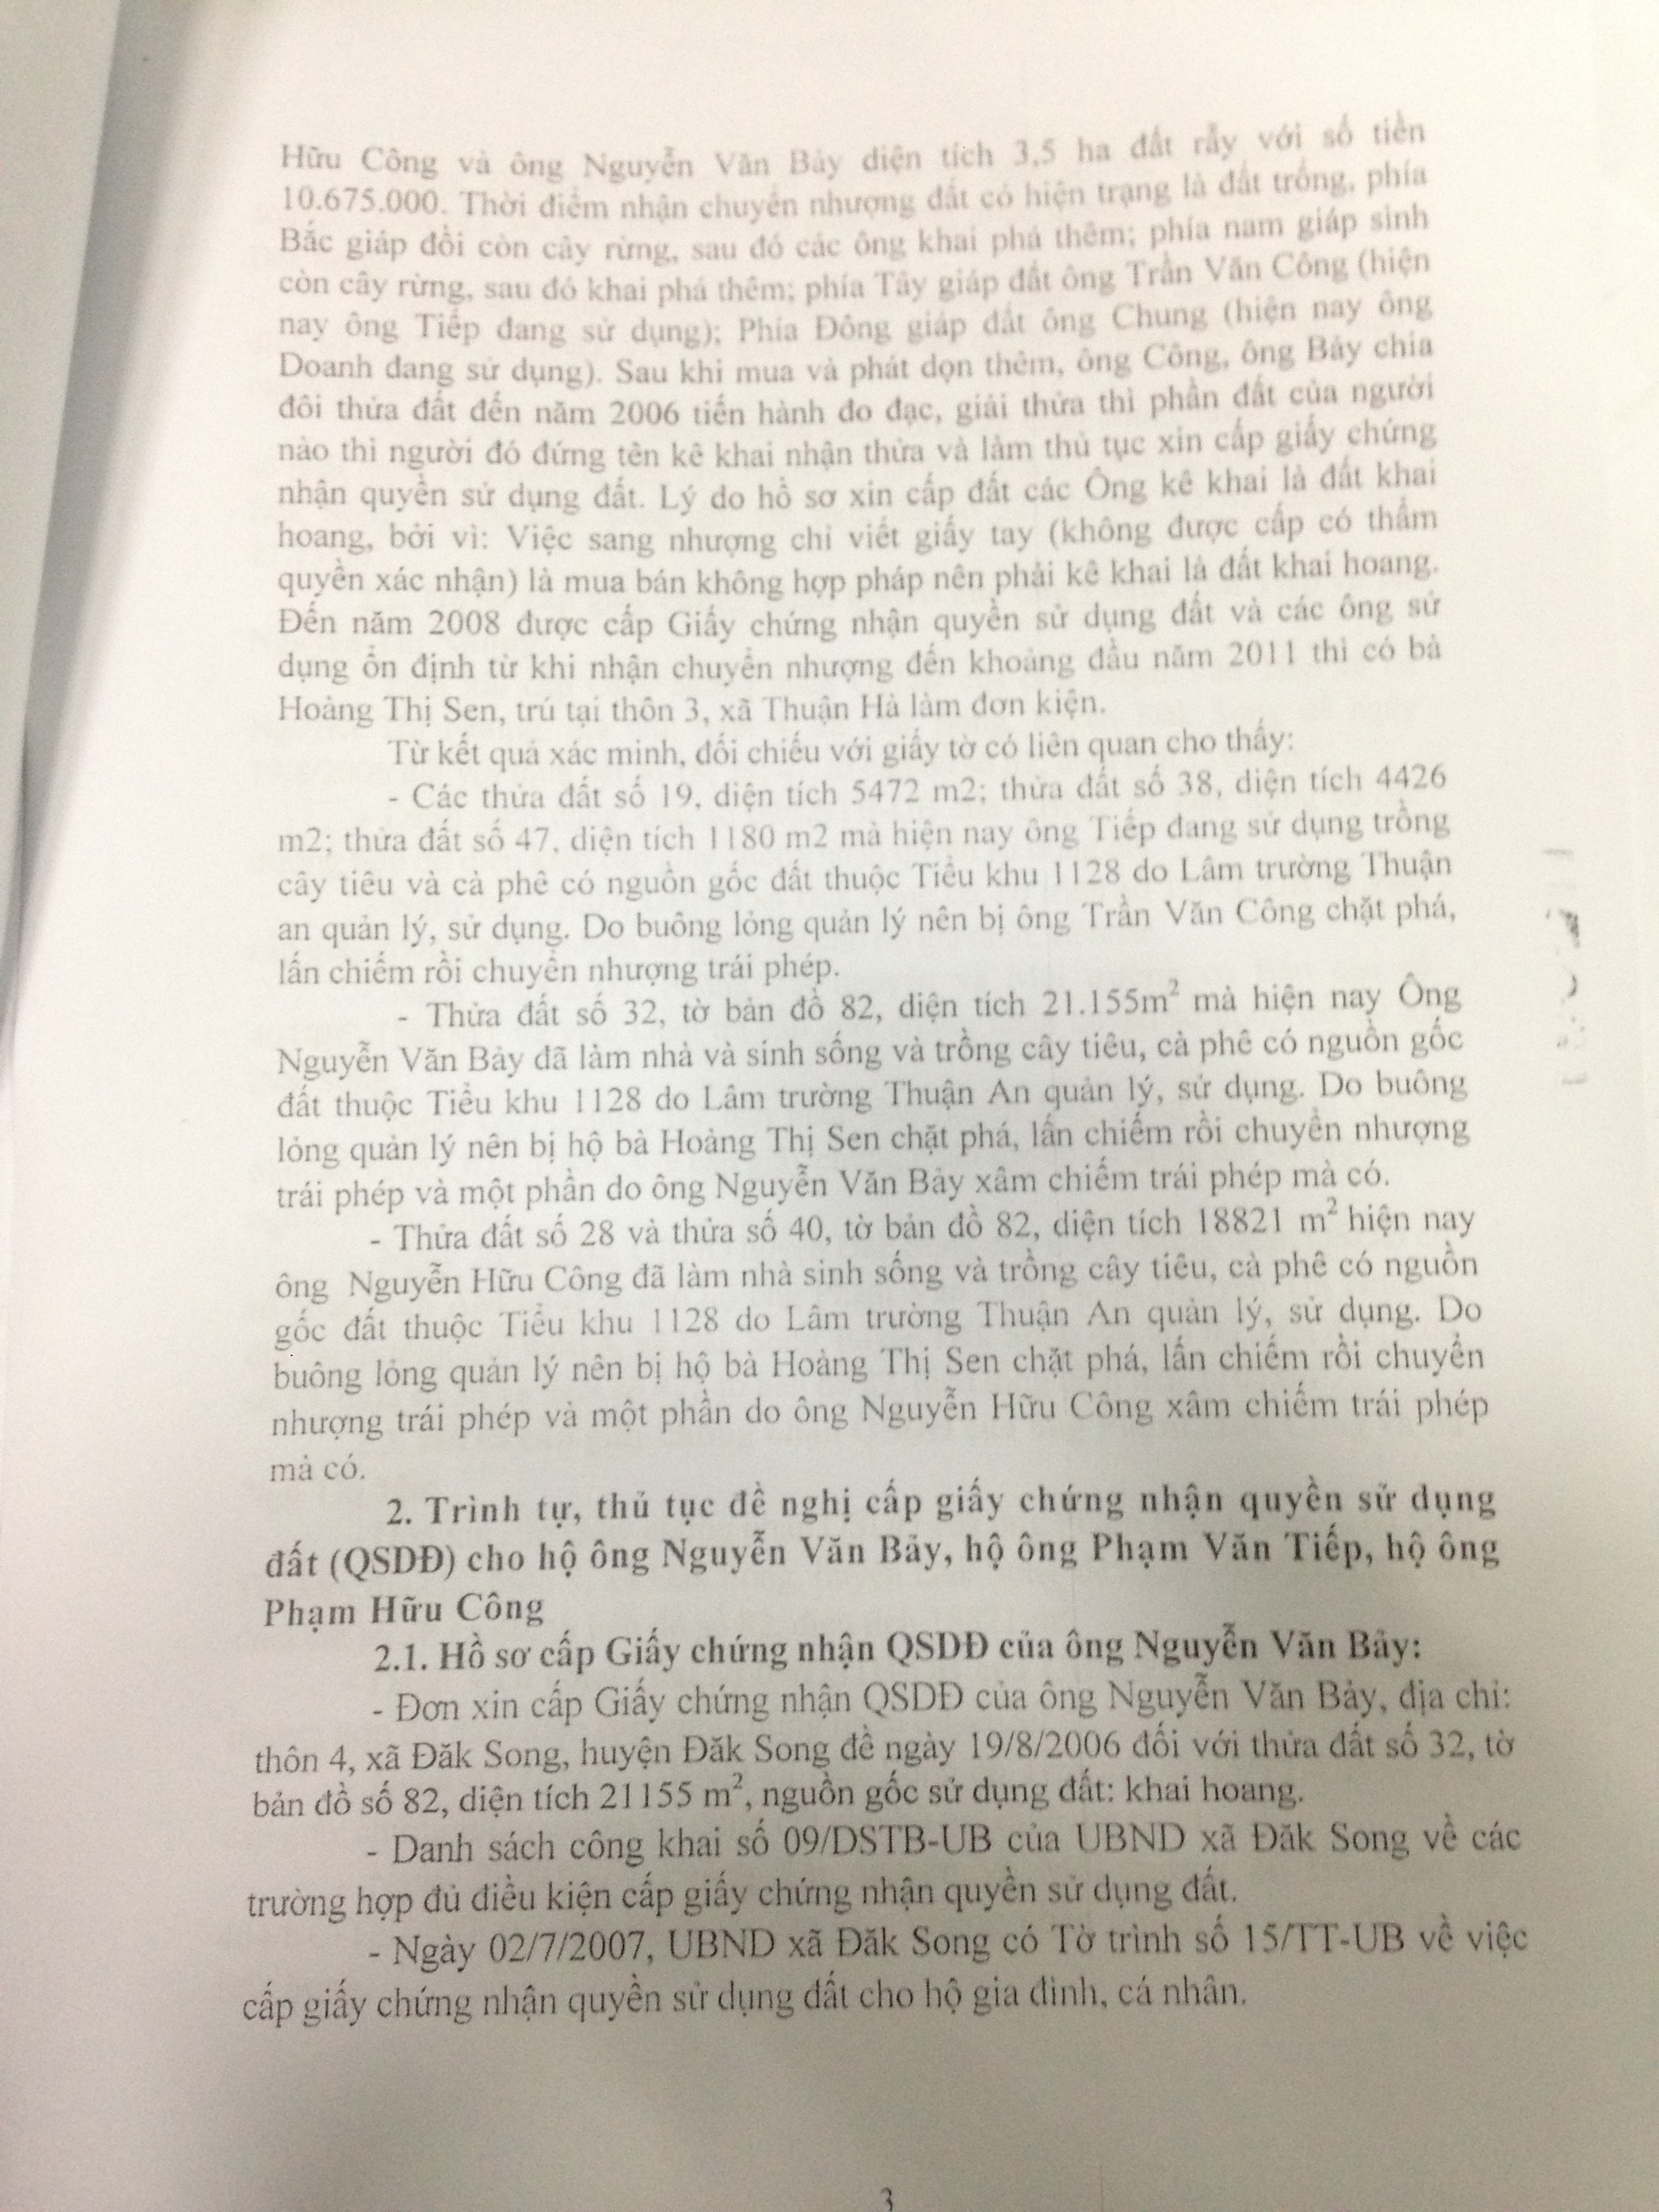 Hữu Công và ông Nguyễn Văn Bảy diện tích 3,5 ha đất rẫy với số tiền
10.675.000. Thời điểm nhận chuyển nhượng đất có hiện trạng là đất trống, phía
Bắc giáp đồi còn cây rừng, sau đó các ông khai phá thêm; phía nam giáp sình
còn cây rừng, sau đó khai phá thêm; phía Tây giáp đất ông Trần Văn Công (hiện
nay ông Tiếp đang sử dụng); Phía Đông giáp đất ông Chung (hiện nay ông
Doanh đang sử dụng). Sau khi mua và phát dọn thêm, ông Công, ông Bảy chia
đôi thửa đất đến năm 2006 tiến hành đo đạc, giải thửa thì phần đất của người
nào thì người đó đứng tên kê khai nhận thửa và làm thủ tục xin cấp giấy chứng
nhận quyền sử dụng đất. Lý do hồ sơ xin cấp đất các Ông kê khai là đất khai
hoang, bởi vì: Việc sang nhượng chỉ viết giấy tay (không được cấp có thẩm
quyền xác nhận) là mua bán không hợp pháp nên phải kê khai là đất khai hoang.
Đến năm 2008 được cấp Giấy chứng nhận quyền sử dụng đất và các ông sử
dụng ổn định từ khi nhận chuyển nhượng đến khoảng đầu năm 2011 thì có bà
Hoàng Thị Sen, trú tại thôn 3, xã Thuận Hà làm đơn kiện.
Từ kết quả xác minh, đối chiếu với giấy tờ có liên quan cho thấy:
- Các thửa đất số 19, diện tích 5472 m2; thửa đất số 38, diện tích 4426
m2; thửa đất số 47, diện tích 1180 m2 mà hiện nay ông Tiếp đang sử dụng trồng
cây tiêu và cà phê có nguồn gốc đất thuộc Tiểu khu 1128 do Lâm trường Thuận
an quản lý, sử dụng. Do buông lỏng quản lý nên bị ông Trần Văn Công chặt phá,
lấn chiếm rồi chuyển nhượng trái phép.
- Thửa đất số 32, tờ bản đồ 82, diện tích 21.155m² mà hiện nay Ông
Nguyễn Văn Bảy đã làm nhà và sinh sống và trồng cây tiêu, cà phê có nguồn gốc
đất thuộc Tiểu khu 1128 do Lâm trường Thuận An quản lý, sử dụng. Do buông
lỏng quản lý nên bị hộ bà Hoàng Thị Sen chặt phá, lấn chiếm rồi chuyển nhượng
trái phép và một phần do ông Nguyễn Văn Bảy xâm chiếm trái phép mà có.
- Thửa đất số 28 và thửa số 40, tờ bản đồ 82, diện tích 18821 m² hiện nay
ông Nguyễn Hữu Công đã làm nhà sinh sống và trồng cây tiêu, cà phê có nguồn
gốc đất thuộc Tiểu khu 1128 do Lâm trường Thuận An quản lý, sử dụng. Do
buông lỏng quản lý nên bị hộ bà Hoàng Thị Sen chặt phá, lấn chiếm rồi chuyển
nhượng trái phép và một phần do ông Nguyễn Hữu Công xâm chiếm trái phép
mà có.
2. Trình tự, thủ tục đề nghị cấp giấy chứng nhận quyền sử dụng
đất (QSDĐ) cho hộ ông Nguyễn Văn Bảy, hộ ông Phạm Văn Tiếp, hộ ông
Phạm Hữu Công
2.1. Hồ sơ cấp Giấy chứng nhận QSDĐ của ông Nguyễn Văn Bảy:
- Đơn xin cấp Giấy chứng nhận QSDĐ của ông Nguyễn Văn Bảy, địa chỉ:
thôn 4, xã Đăk Song, huyện Đăk Song đề ngày 19/8/2006 đối với thửa đất số 32, tờ
bản đồ số 82, diện tích 21155 m², nguồn gốc sử dụng đất: khai hoang.
- Danh sách công khai số 09/DSTB-UB của UBND xã Đăk Song về các
trường hợp đủ điều kiện cấp giấy chứng nhận quyền sử dụng đất.
- Ngày 02/7/2007, UBND xã Đăk Song có Tờ trình số 15/TT-UB về việc
cấp giấy chứng nhận quyền sử dụng đất cho hộ gia đình, cá nhân.
3